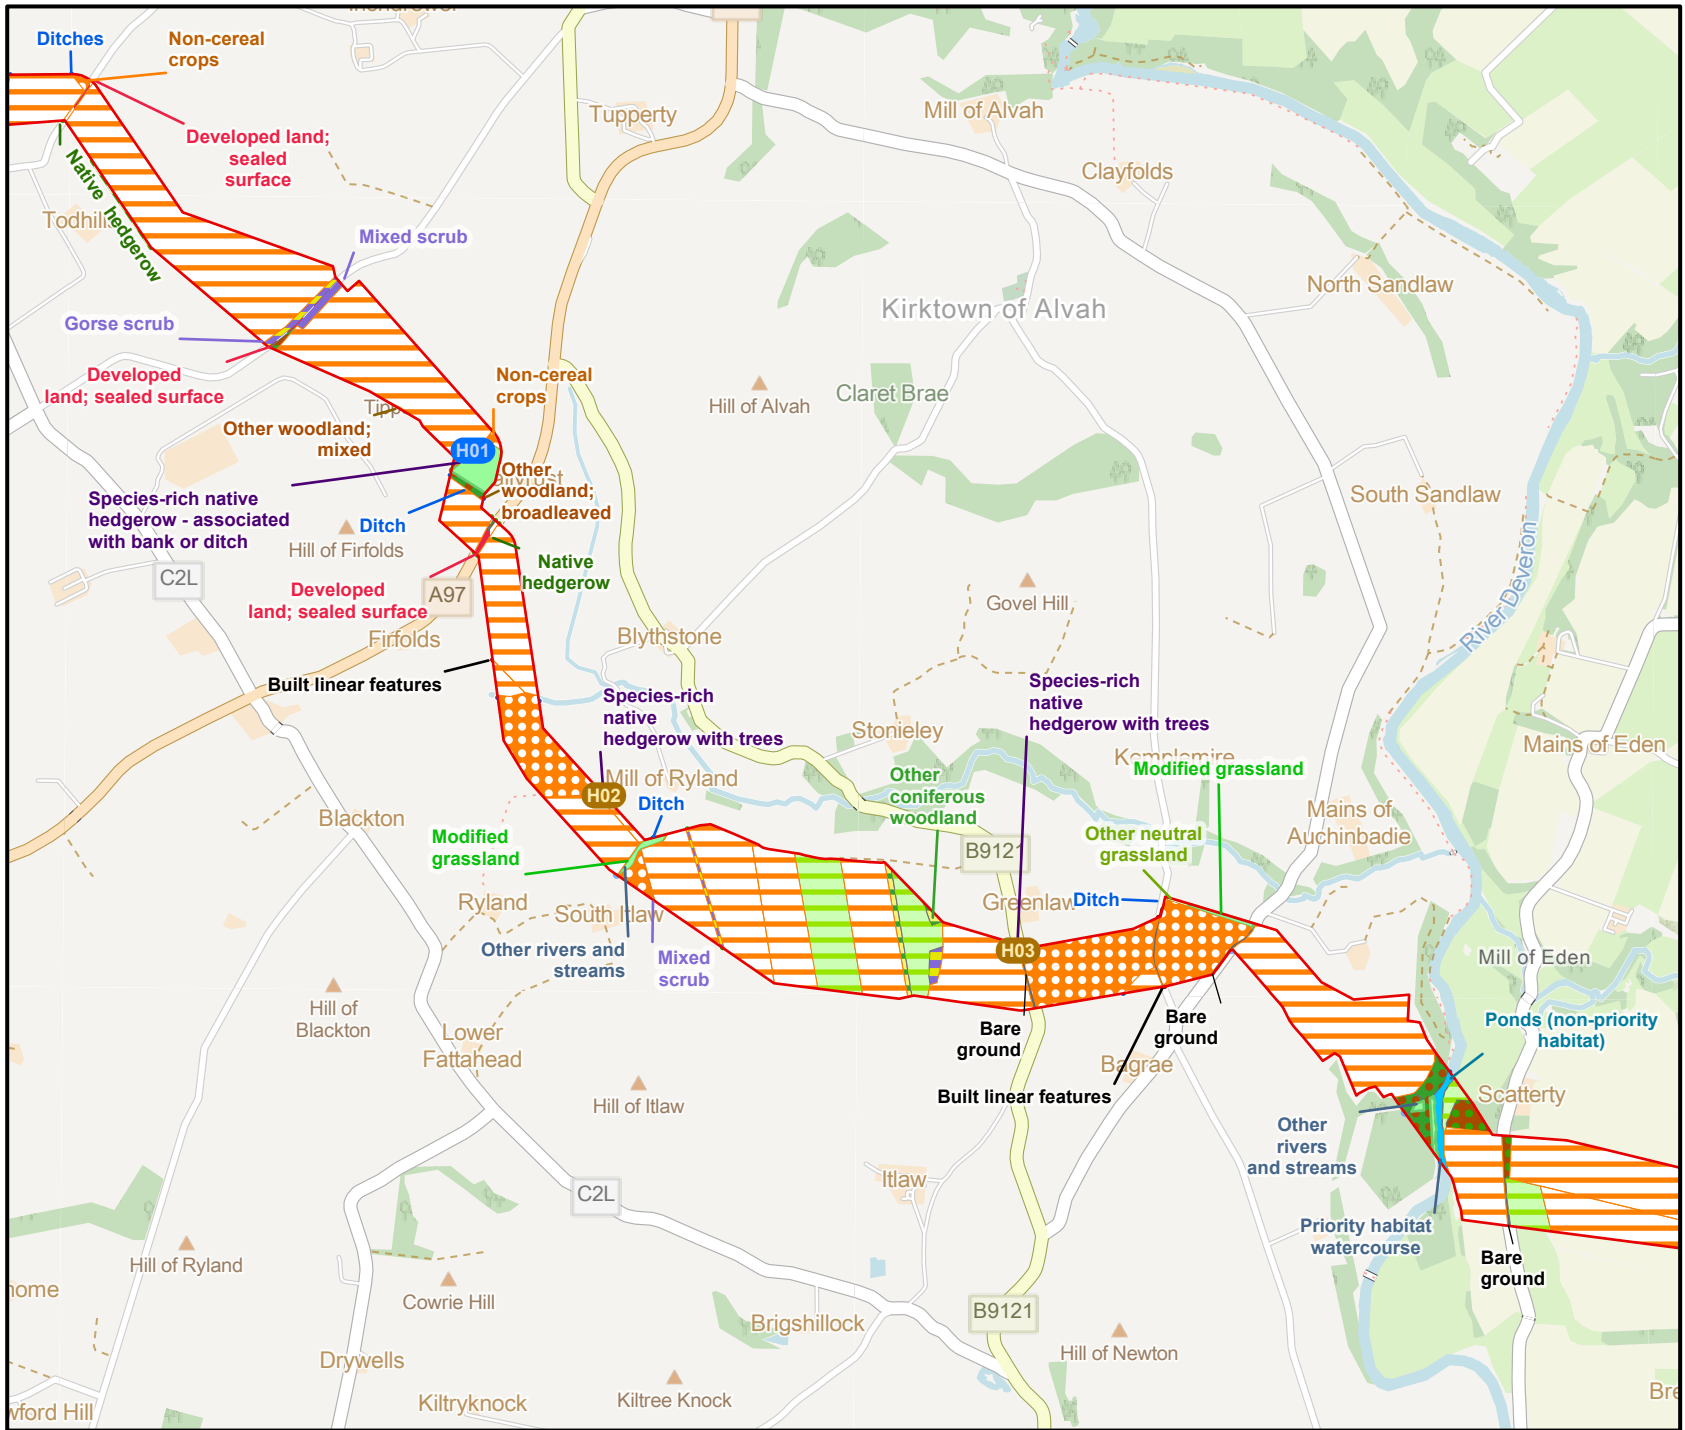 Ditches
Non-cereal
crops
Tupperty
Mill of Alvah
Developed land;
sealed
surface
Clayfolds
Native hedgerow
Mixed scrub
North Sandlaw
Kirktown of Alvah
Gorse scrub
Developed
land; sealed surface
Non-cereal
crops
Hill of Alvah
Claret Brae
Other woodland;
mixed
H01
Other
woodland;
broadleaved
Species-rich native
hedgerow - associated
with bank or ditch
Ditch
Hill of Firfolds
South Sandlaw
Native
hedgerow
C2L
Developed
land; sealed surface
A97
Firfolds
Govel Hill
River Deveron
Blythstone
Built linear features
Species-rich
native
hedgerow with trees
Species-rich
native
hedgerow with trees
Stonieley
Mains of Eden
Mill of Ryland
H02
Ditch
Other
coniferous
woodland
Modified grassland
Blackton
Mains of
Auchinbadie
Modified
grassland
Other neutral
grassland
B9121
Ryland
South Itlaw
Greenlaw
Ditch
Other rivers and
streams
Mixed
scrub
H03
Mill of Eden
Hill of
Blackton
Lower
Fattahead
Bare
ground
Bare
ground
Ponds (non-priority
habitat)
Bagrae
Hill of Itlaw
Built linear features
Scatterty
Other
rivers
and streams
Itlaw
C2L
Priority habitat
watercourse
Hill of Ryland
Bare
ground
Cowrie Hill
B9121
Brigshillock
Hill of Newton
Drywells
Kiltryknock
Kiltree Knock